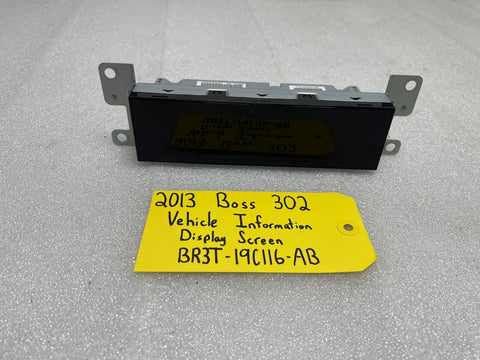 2013 Boss 302
Vehicle Information
Display Screen
BR3T-19C116-AB